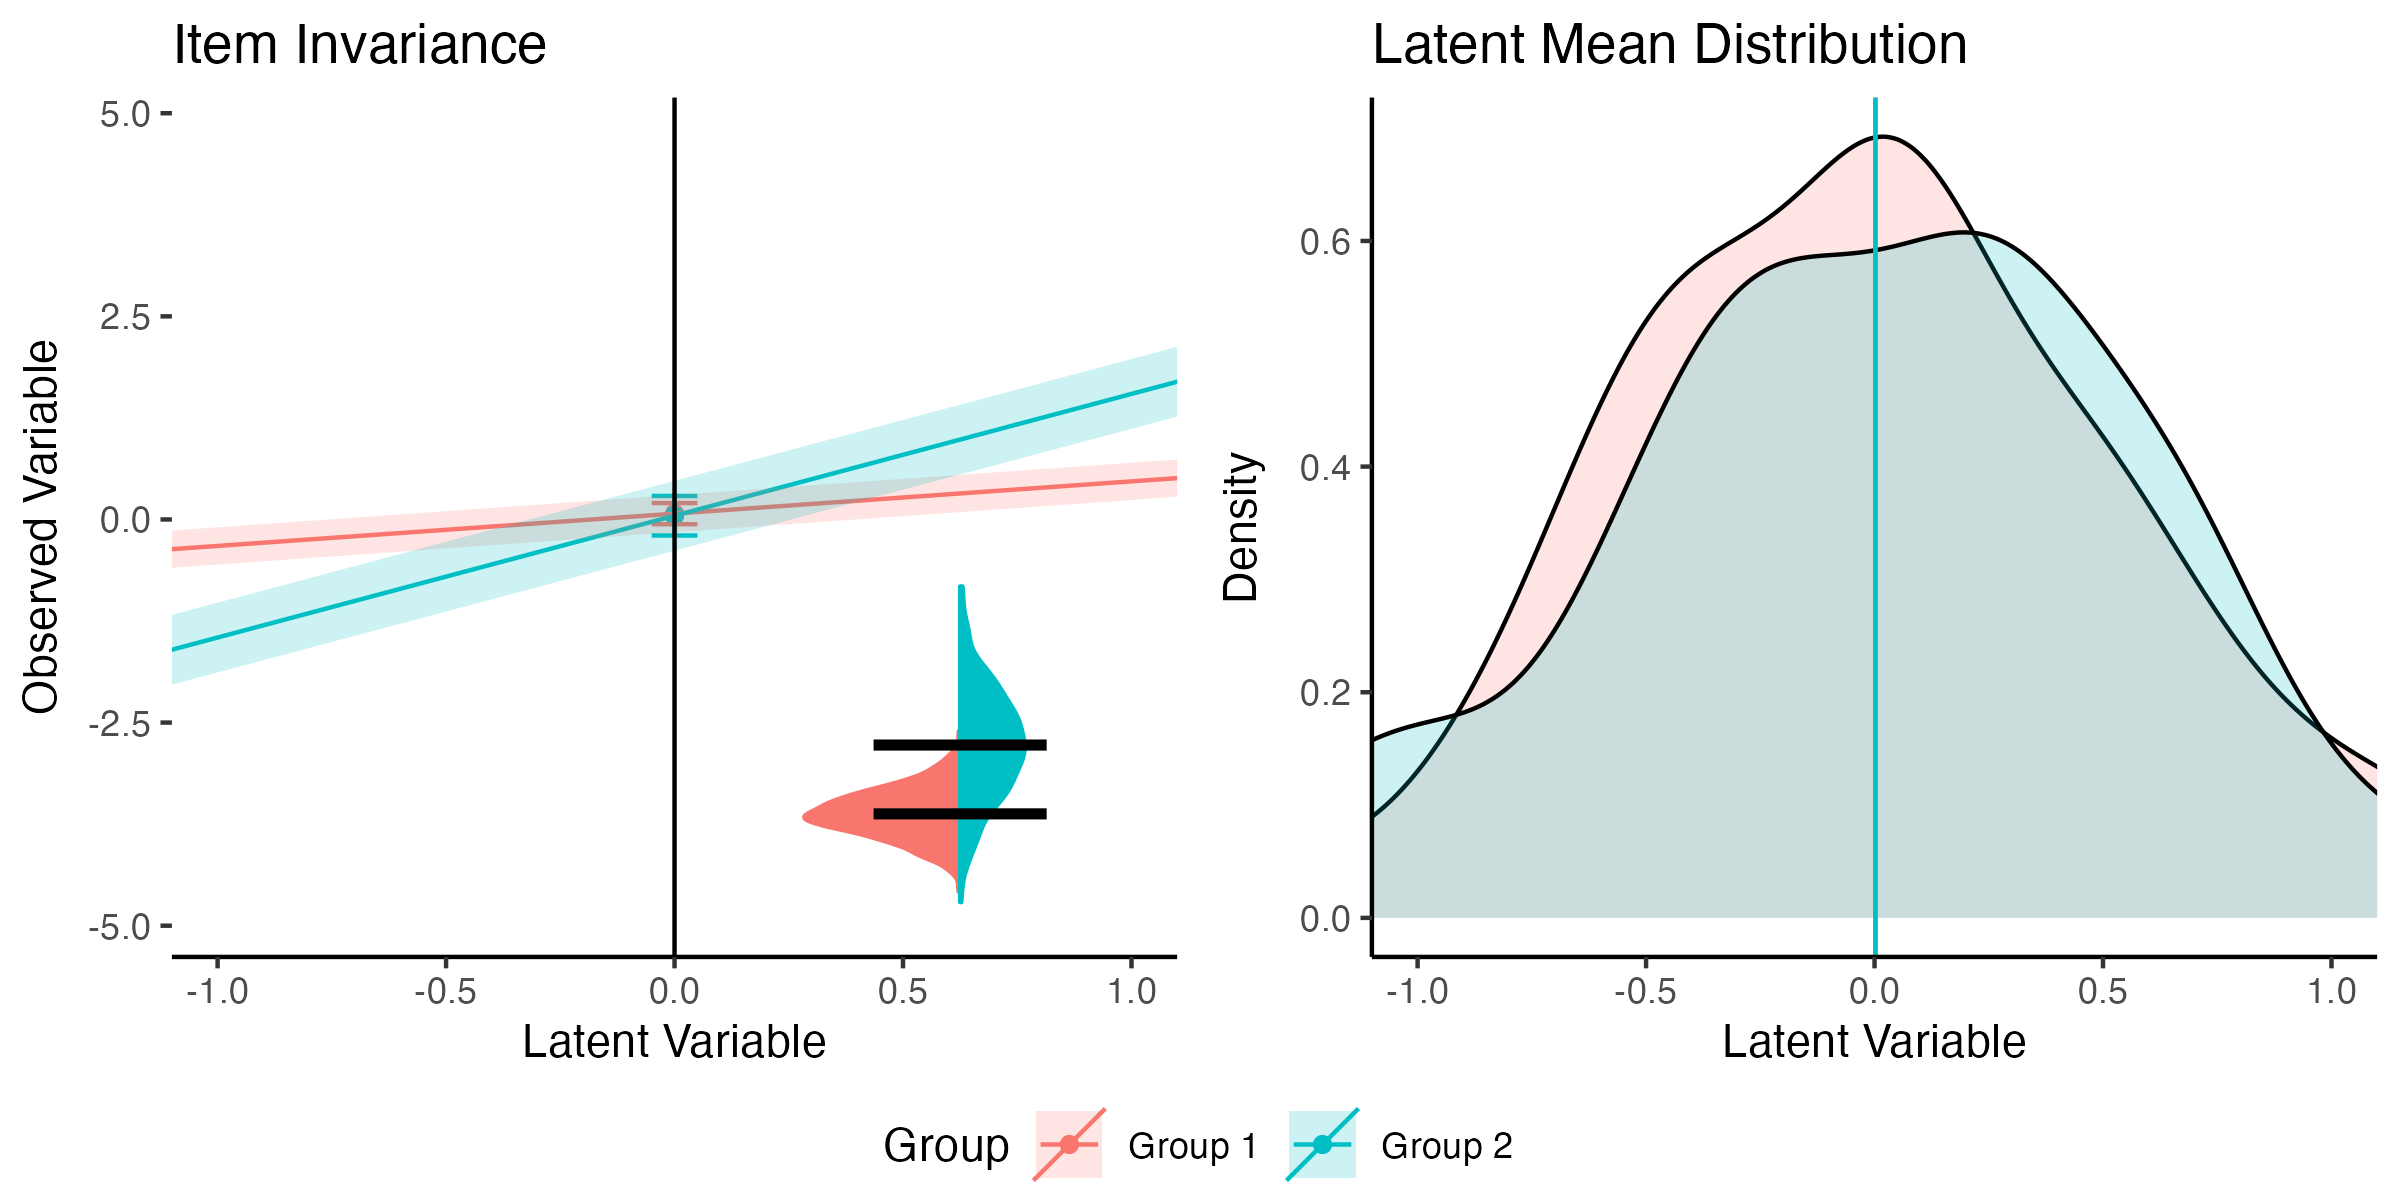 Item Invariance
Observed Variable
5.0
2.5
0.0
-2.5
-5.0
-1.0 -0.5 0.0 0.5 1.0
Latent Variable
Latent Mean Distribution
Density
0.6
0.4
0.2
0.0
-1.0 -0.5 0.0 0.5 1.0
Latent Variable
Group Group 1 Group 2